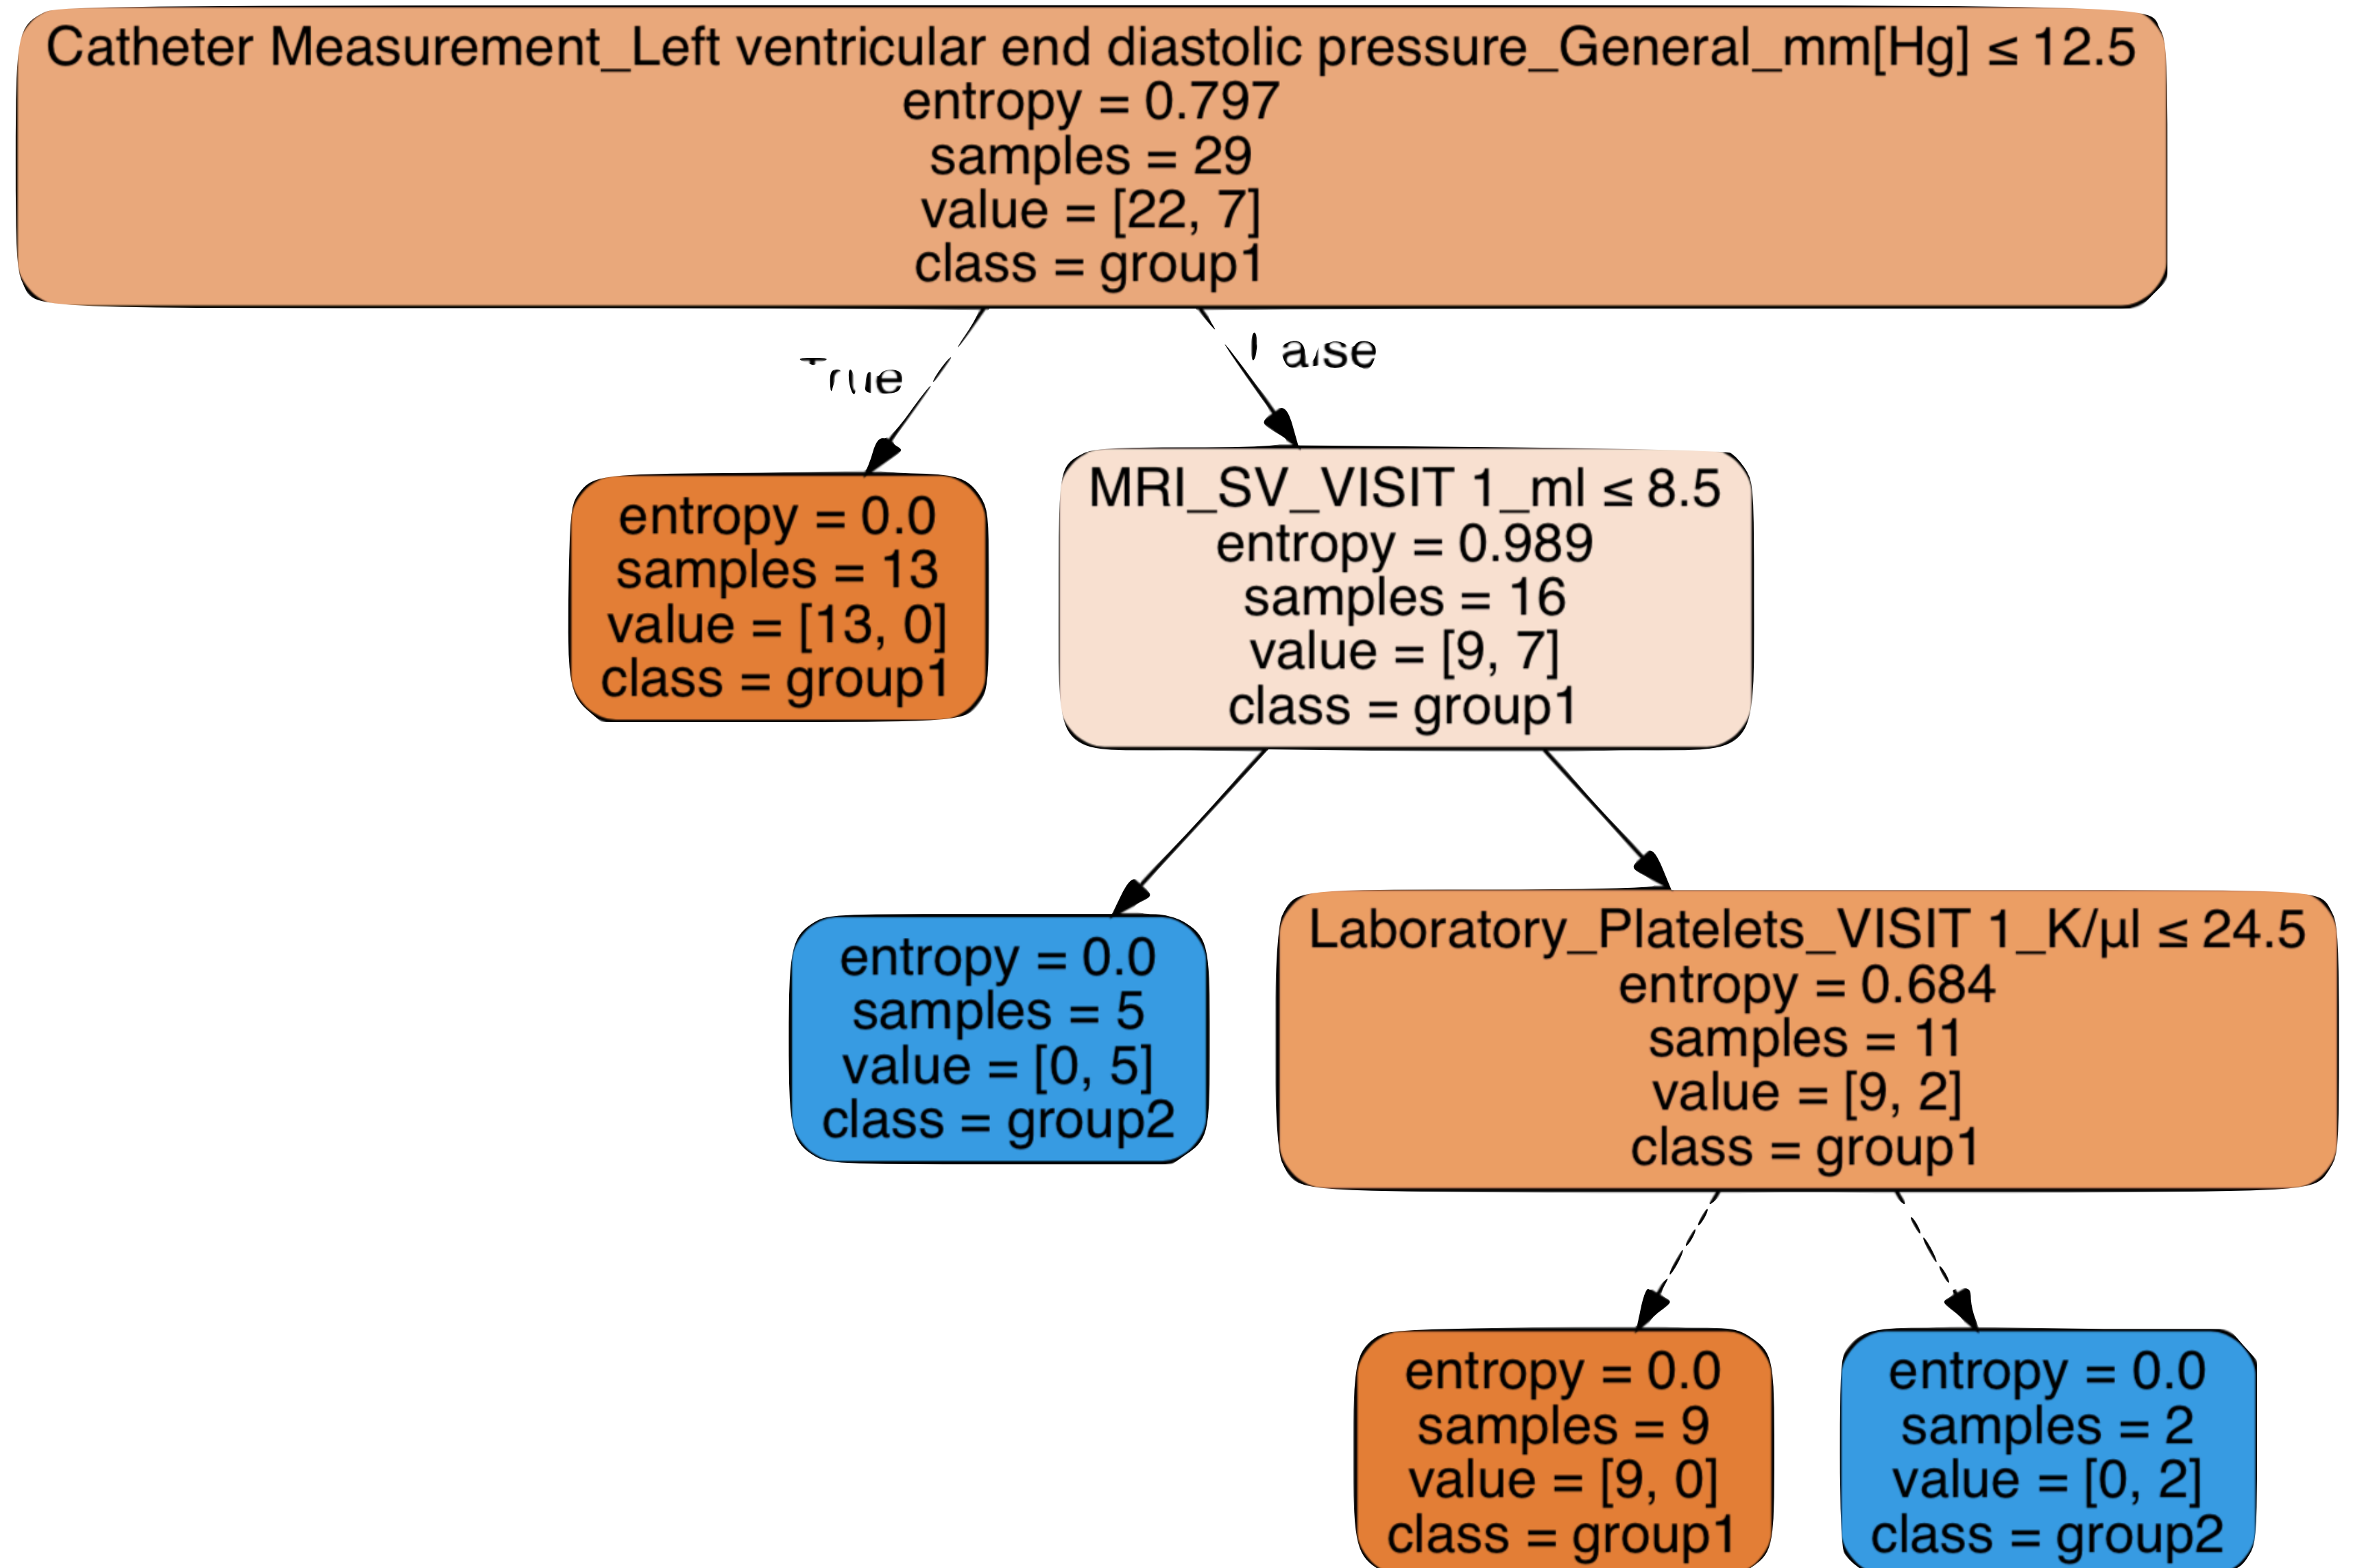 Catheter Measurement_Left ventricular end diastolic pressure_General_mm[Hg] ≤ 12.5
entropy = 0.797
samples = 29
value = [22, 7]
class = group1
True
False
entropy = 0.0
samples = 13
value = [13, 0]
class = group1
MRI_SV_VISIT 1_ml ≤ 8.5
entropy = 0.989
samples = 16
value = [9, 7]
class = group1
entropy = 0.0
samples = 5
value = [0, 5]
class = group2
Laboratory_Platelets_VISIT 1_K/µl ≤ 24.5
entropy = 0.684
samples = 11
value = [9, 2]
class = group1
entropy = 0.0
samples = 9
value = [9, 0]
class = group1
entropy = 0.0
samples = 2
value = [0, 2]
class = group2